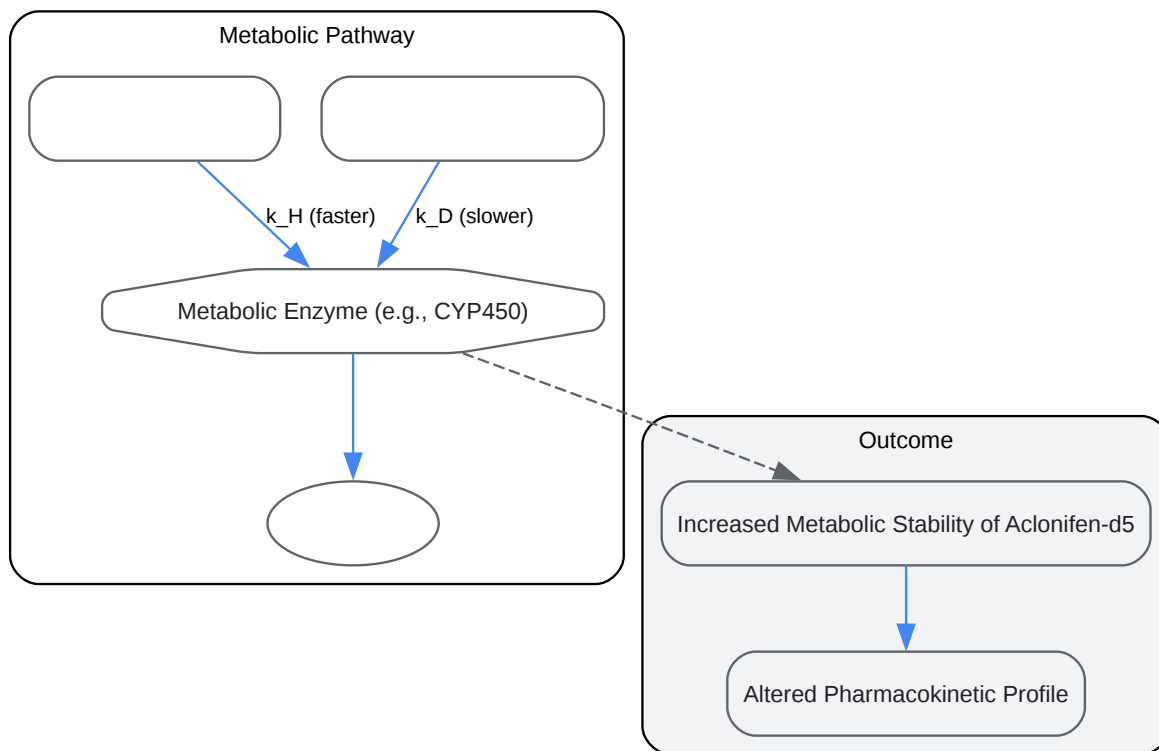 Metabolic Pathway
k_H (faster)
k_D (slower)
Metabolic Enzyme (e.g., CYP450)
Outcome
Increased Metabolic Stability of Aclonifen-d5
Altered Pharmacokinetic Profile